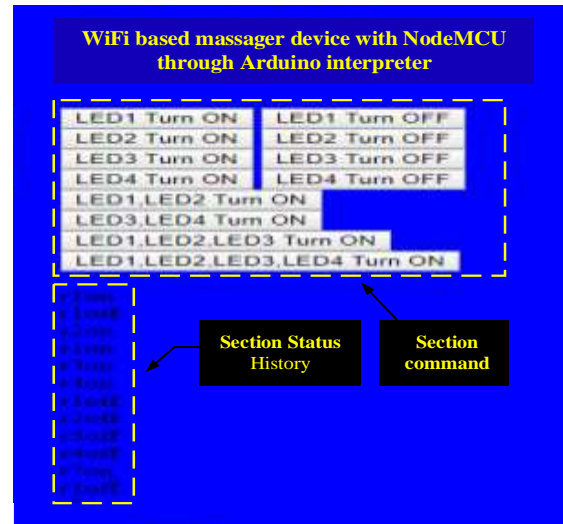 WiFi based massager device with NodeMCU
through Arduino interpreter
LED1 Turn ON LED1 Turn OFF
LED2 Turn ON LED2 Turn OFF
LED3 Turn ON LED3 Turn OFF
LED4 Turn ON LED4 Turn OFF
LED1,LED2 Turn ON
LED3,LED4 Turn ON
LED1,LED2,LED3 Turn ON
LED1,LED2,LED3,LED4 Turn ON
Section Status
History
Section
command